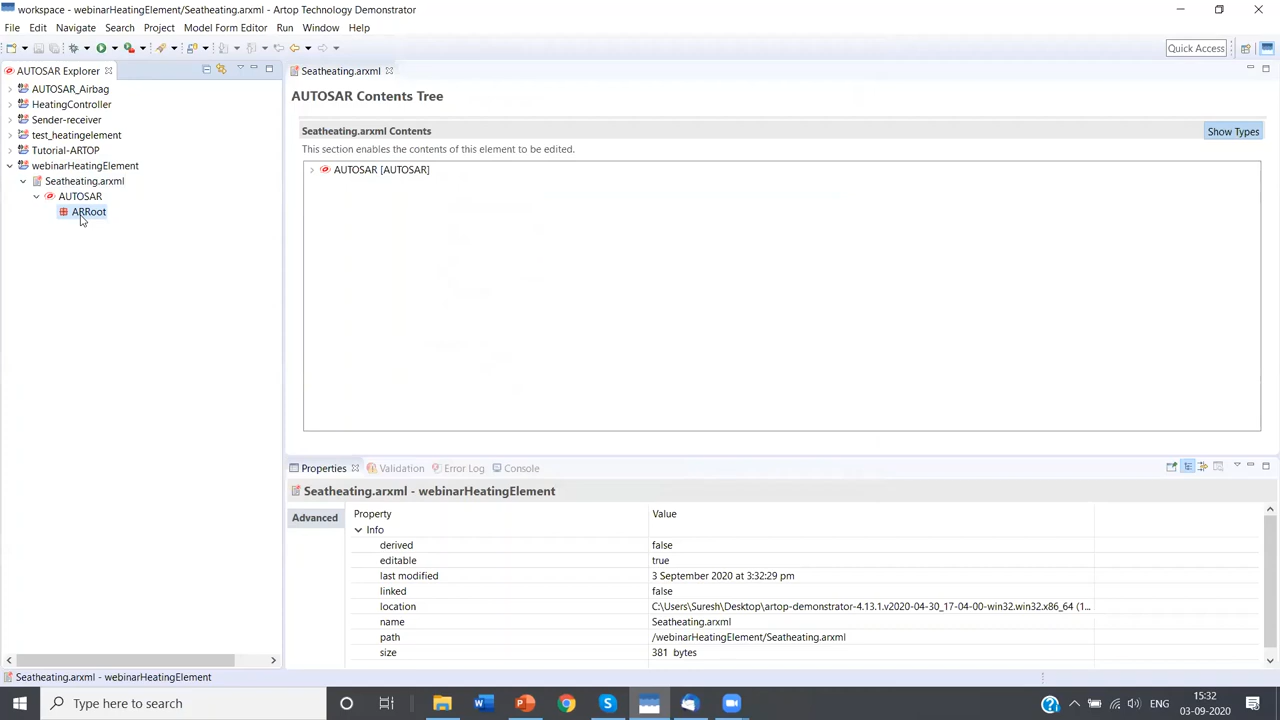 workspace - webinarHeatingElement/Seatheating.arxml - Artop Technology Demonstrator
File Edit Navigate Search Project Model Form Editor Run Window Help
Quick Access
AUTOSAR Explorer
AUTOSAR_Airbag
HeatingController
Sender-receiver
test_heatingelement
Tutorial-ARTOP
webinarHeatingElement
Seatheating.arxml
AUTOSAR
ARRoot
Seatheating.arxml
AUTOSAR Contents Tree
Seatheating.arxml Contents
Show Types
This section enables the contents of this element to be edited.
AUTOSAR [AUTOSAR]
Properties Validation Error Log Console
Seatheating.arxml - webinarHeatingElement
Advanced
Property Value
Info
derived false
editable true
last modified 3 September 2020 at 3:32:29 pm
linked false
location C:\Users\Suresh\Desktop\artop-demonstrator-4.13.1.v2020-04-30_17-04-00-win32.win32.x86_64 (1...
name Seatheating.arxml
path /webinarHeatingElement/Seatheating.arxml
size 381 bytes
Seatheating.arxml - webinarHeatingElement
Type here to search
ENG
15:32
03-09-2020